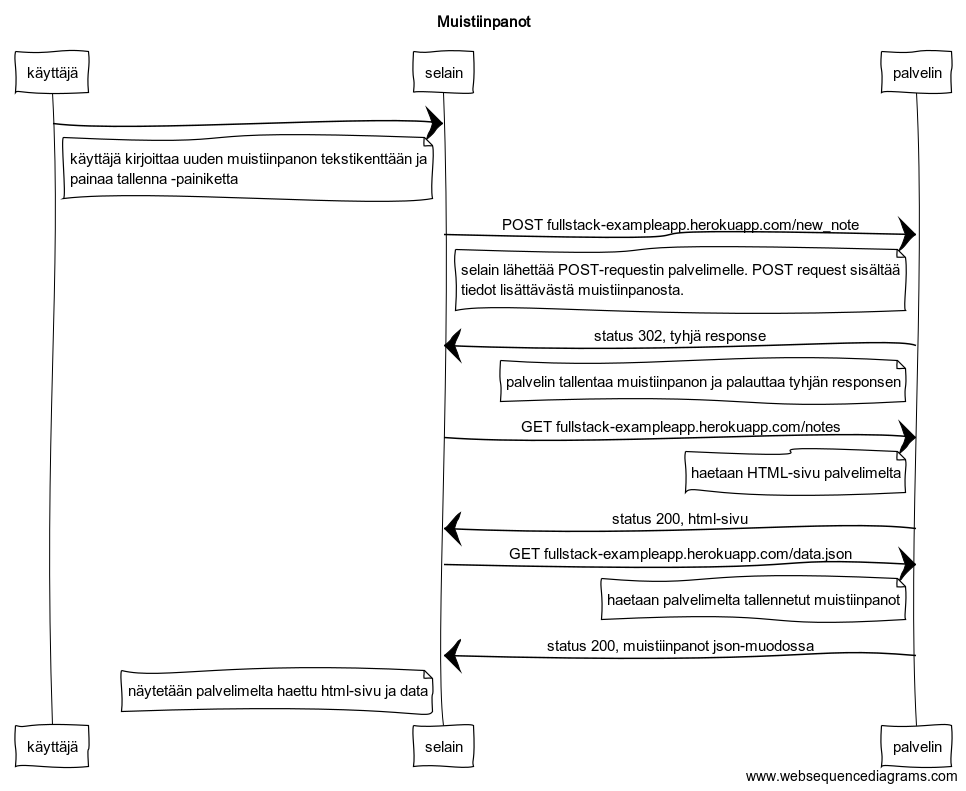 Muistiinpanot
käyttäjä
selain
palvelin
käyttäjä kirjoittaa uuden muistiinpanon tekstikenttään ja
painaa tallenna -painiketta
POST fullstack-exampleapp.herokuapp.com/new_note
selain lähettää POST-requestin palvelimelle. POST request sisältää
tiedot lisättävästä muistiinpanosta.
status 302, tyhjä response
palvelin tallentaa muistiinpanon ja palauttaa tyhjän responsen
GET fullstack-exampleapp.herokuapp.com/notes
haetaan HTML-sivu palvelimelta
status 200, html-sivu
GET fullstack-exampleapp.herokuapp.com/data.json
haetaan palvelimelta tallennetut muistiinpanot
status 200, muistiinpanot json-muodossa
näytetään palvelimelta haettu html-sivu ja data
käyttäjä
selain
palvelin
www.websequencediagrams.com